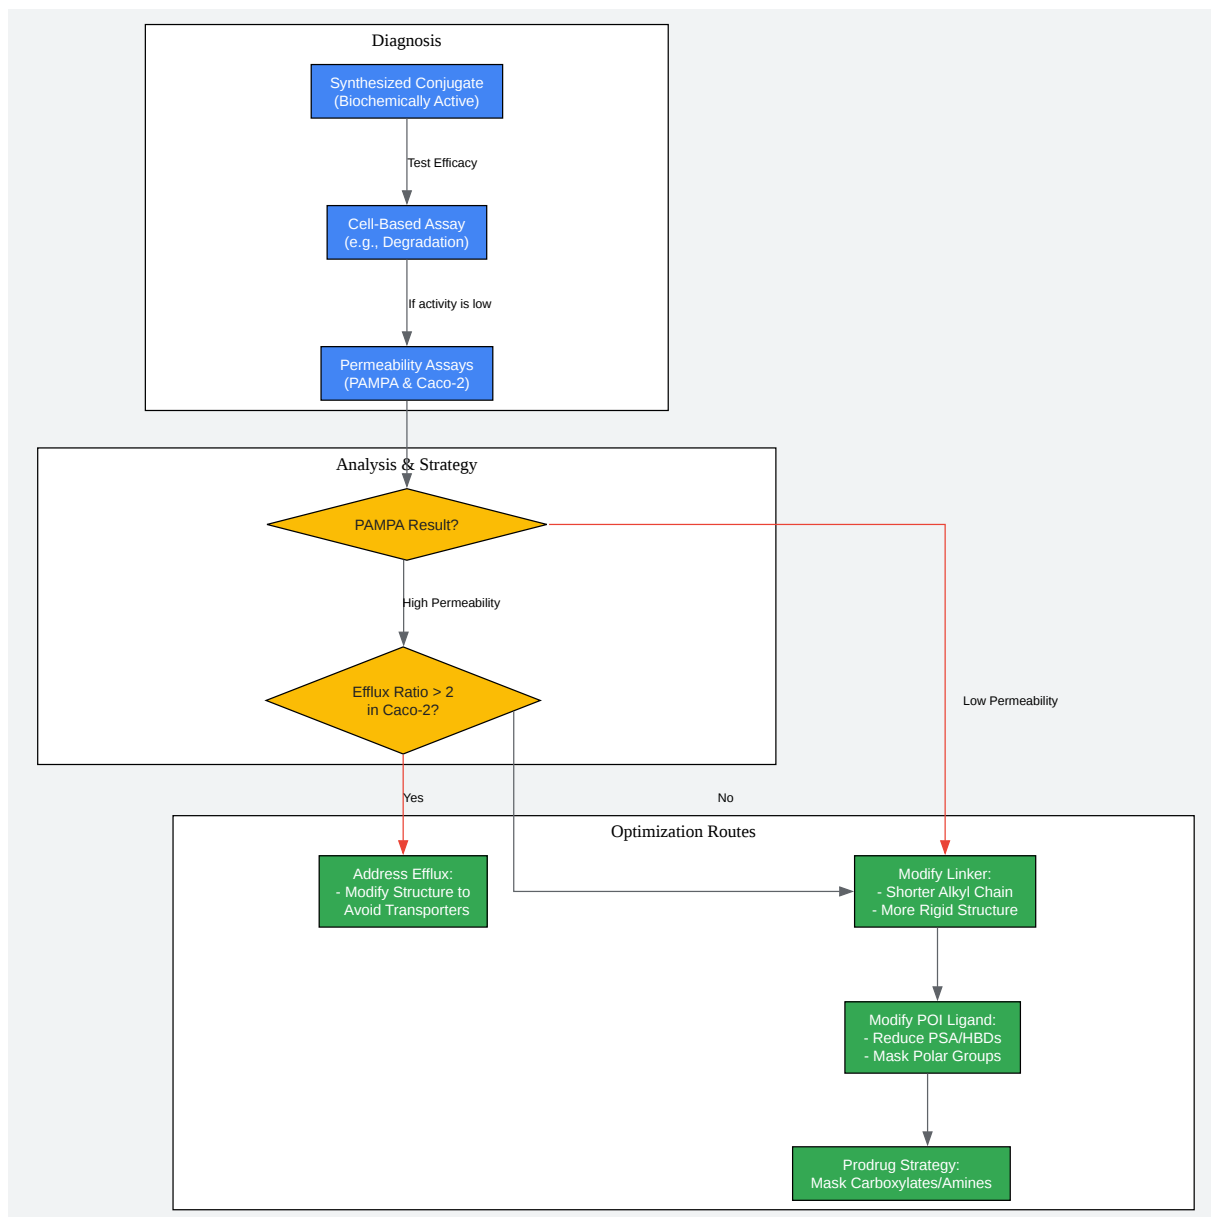 Diagnosis
Synthesized Conjugate
(Biochemically Active)
Test Efficacy
Cell-Based Assay
(e.g., Degradation)
If activity is low
Permeability Assays
(PAMPA & Caco-2)
Analysis & Strategy
PAMPA Result?
High Permeability
Efflux Ratio > 2
in Caco-2?
Low Permeability
Yes
No
Optimization Routes
Address Efflux:
- Modify Structure to
Avoid Transporters
Modify Linker:
- Shorter Alkyl Chain
- More Rigid Structure
Modify POI Ligand:
- Reduce PSA/HBDs
- Mask Polar Groups
Prodrug Strategy:
Mask Carboxylates/Amines